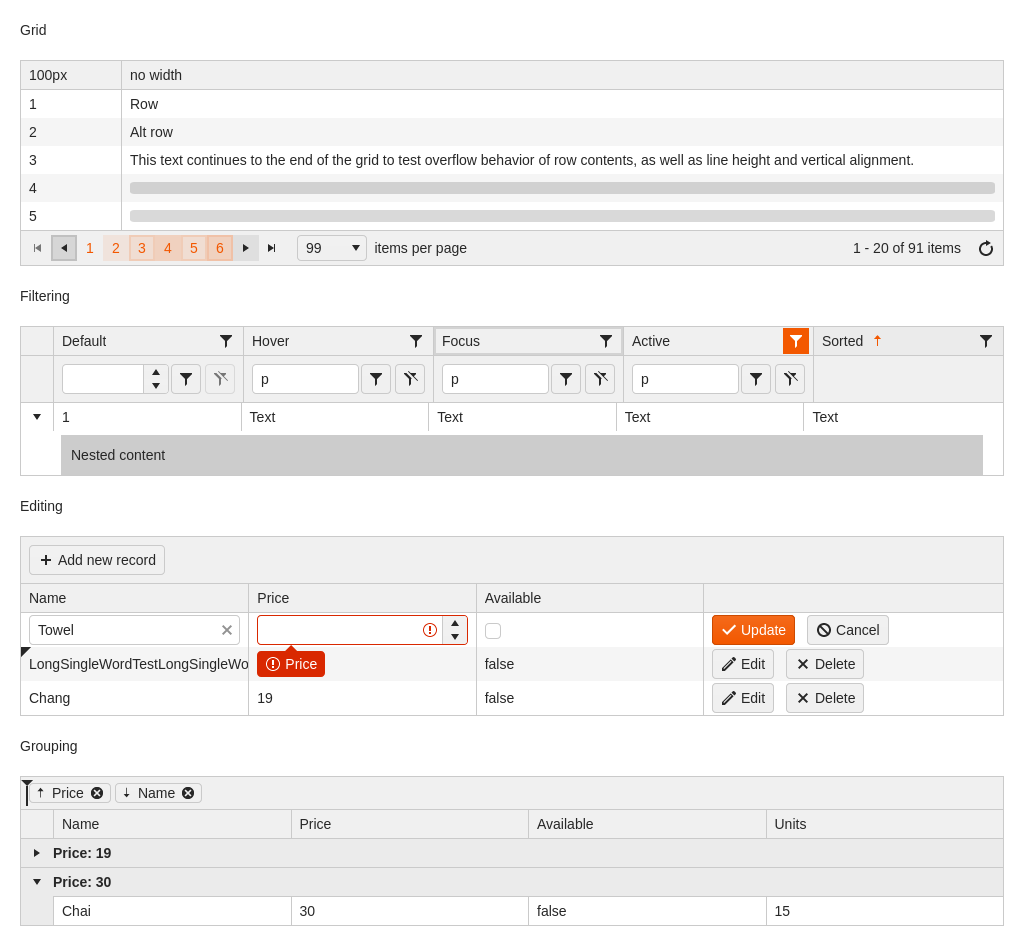 Grid
100px no width
1 Row
2 Alt row
3 This text continues to the end of the grid to test overflow behavior of row contents, as well as line height and vertical alignment.
4
5
1 2 3 4 5 6 99 items per page 1 - 20 of 91 items
Filtering
Default Hover Focus Active Sorted
p p p
1 Text Text Text Text
Nested content
Editing
Add new record
Name Price Available
Towel Update Cancel
LongSingleWordTestLongSingleWo Price false Edit Delete
Chang 19 false Edit Delete
Grouping
Price Name
Name Price Available Units
Price: 19
Price: 30
Chai 30 false 15